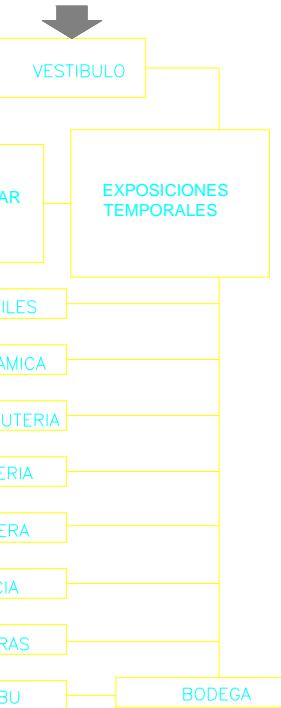 VESTIBULO
AR
EXPOSICIONES
TEMPORALES
ILES
AMICA
UTERIA
ERIA
ERA
CIA
RAS
BU
BODEGA